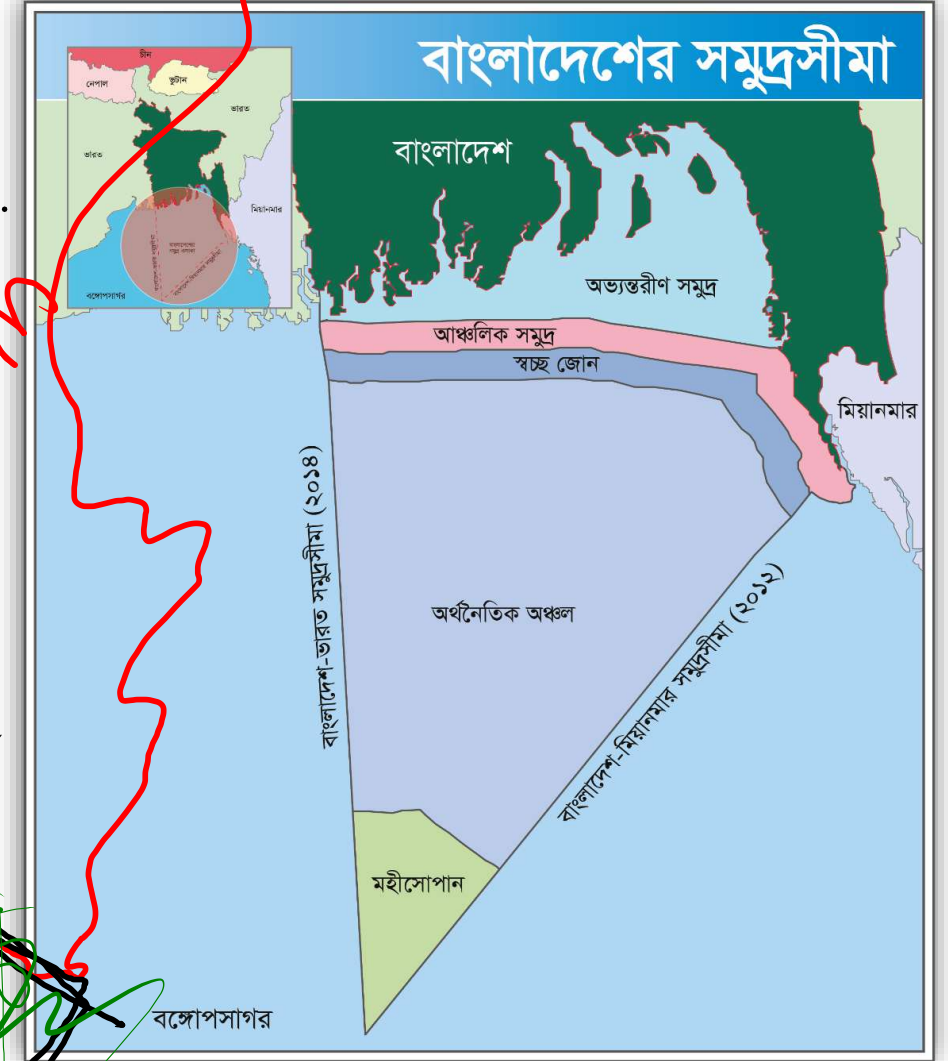 বাংলাদেশের সমুদ্রসীমা
চীন
নেপাল
ভুটান
ভারত
ভারত
মিয়ানমার
বঙ্গোপসাগর
বাংলাদেশ
অভ্যন্তরীণ সমুদ্র
আঞ্চলিক সমুদ্র
স্বচ্ছ জোন
মিয়ানমার
বাংলাদেশ-ভারত সমুদ্রসীমা (২০১৪)
অর্থনৈতিক অঞ্চল
বাংলাদেশ-মিয়ানমার সমুদ্রসীমা (২০১২)
মহীসোপান
বঙ্গোপসাগর